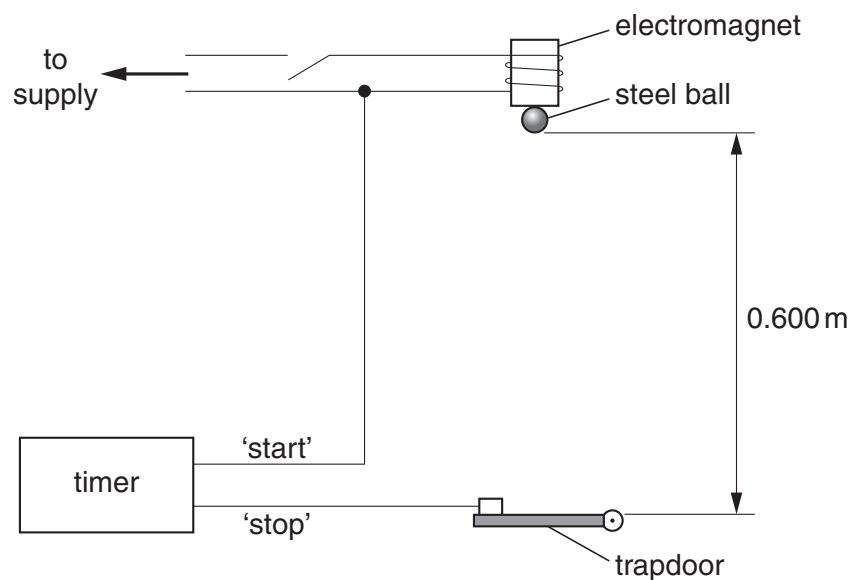 electromagnet
to
supply
steel ball
0.600 m
‘start’
timer
‘stop’
trapdoor